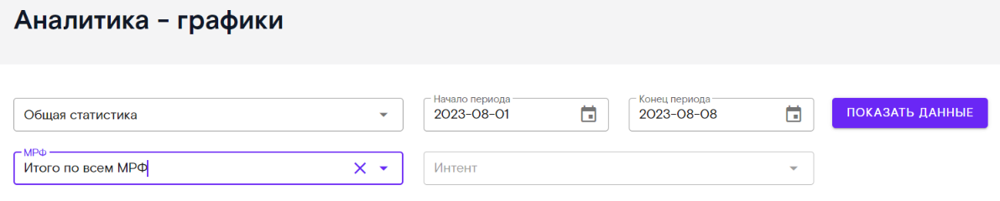 Аналитика - графики
Начало периода
Конец периода
Общая статистика
2023-08-01
2023-08-08
ПОКАЗАТЬ ДАННЫЕ
МРФ
Итого по всем МРФ
Интент